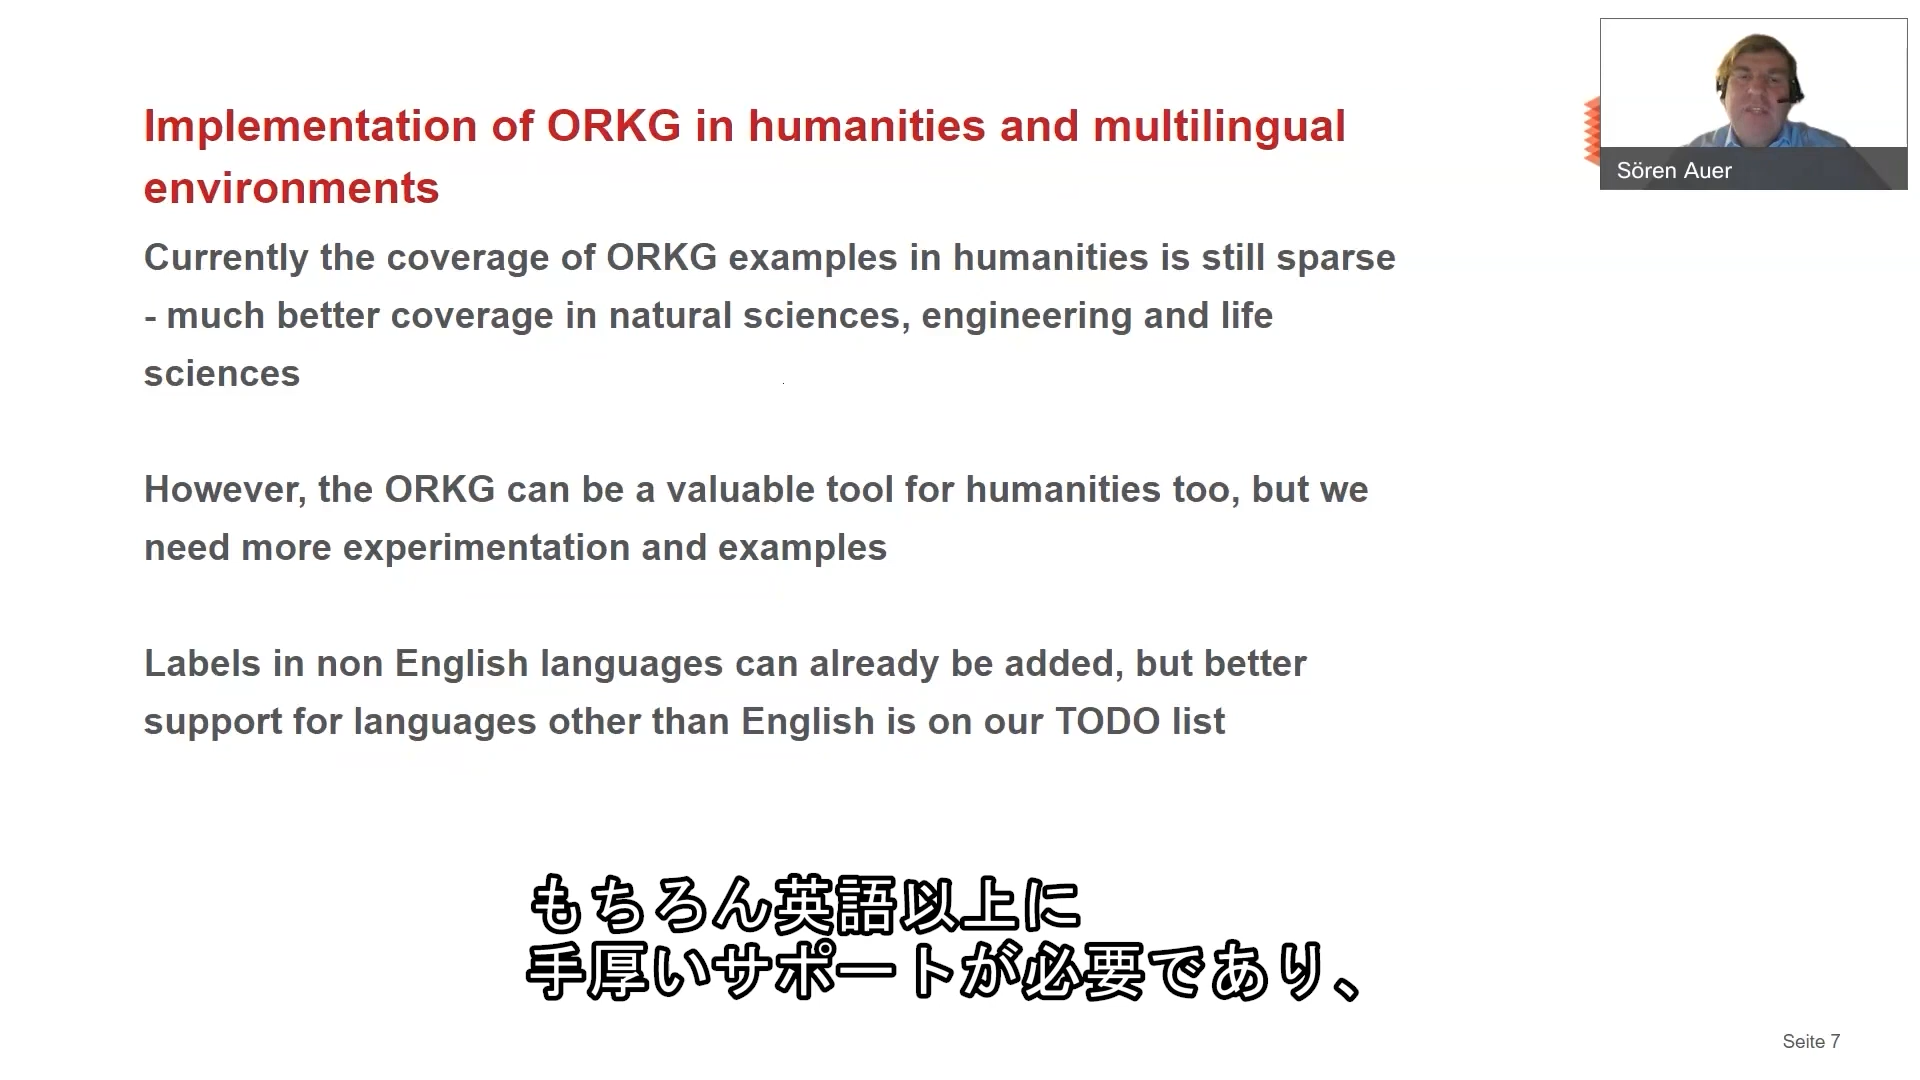 Implementation of ORKG in humanities and multilingual
environments
Sören Auer
Currently the coverage of ORKG examples in humanities is still sparse
- much better coverage in natural sciences, engineering and life
sciences
However, the ORKG can be a valuable tool for humanities too, but we
need more experimentation and examples
Labels in non English languages can already be added, but better
support for languages other than English is on our TODO list
もちろん英語以上に
手厚いサポートが必要であり、
Seite 7